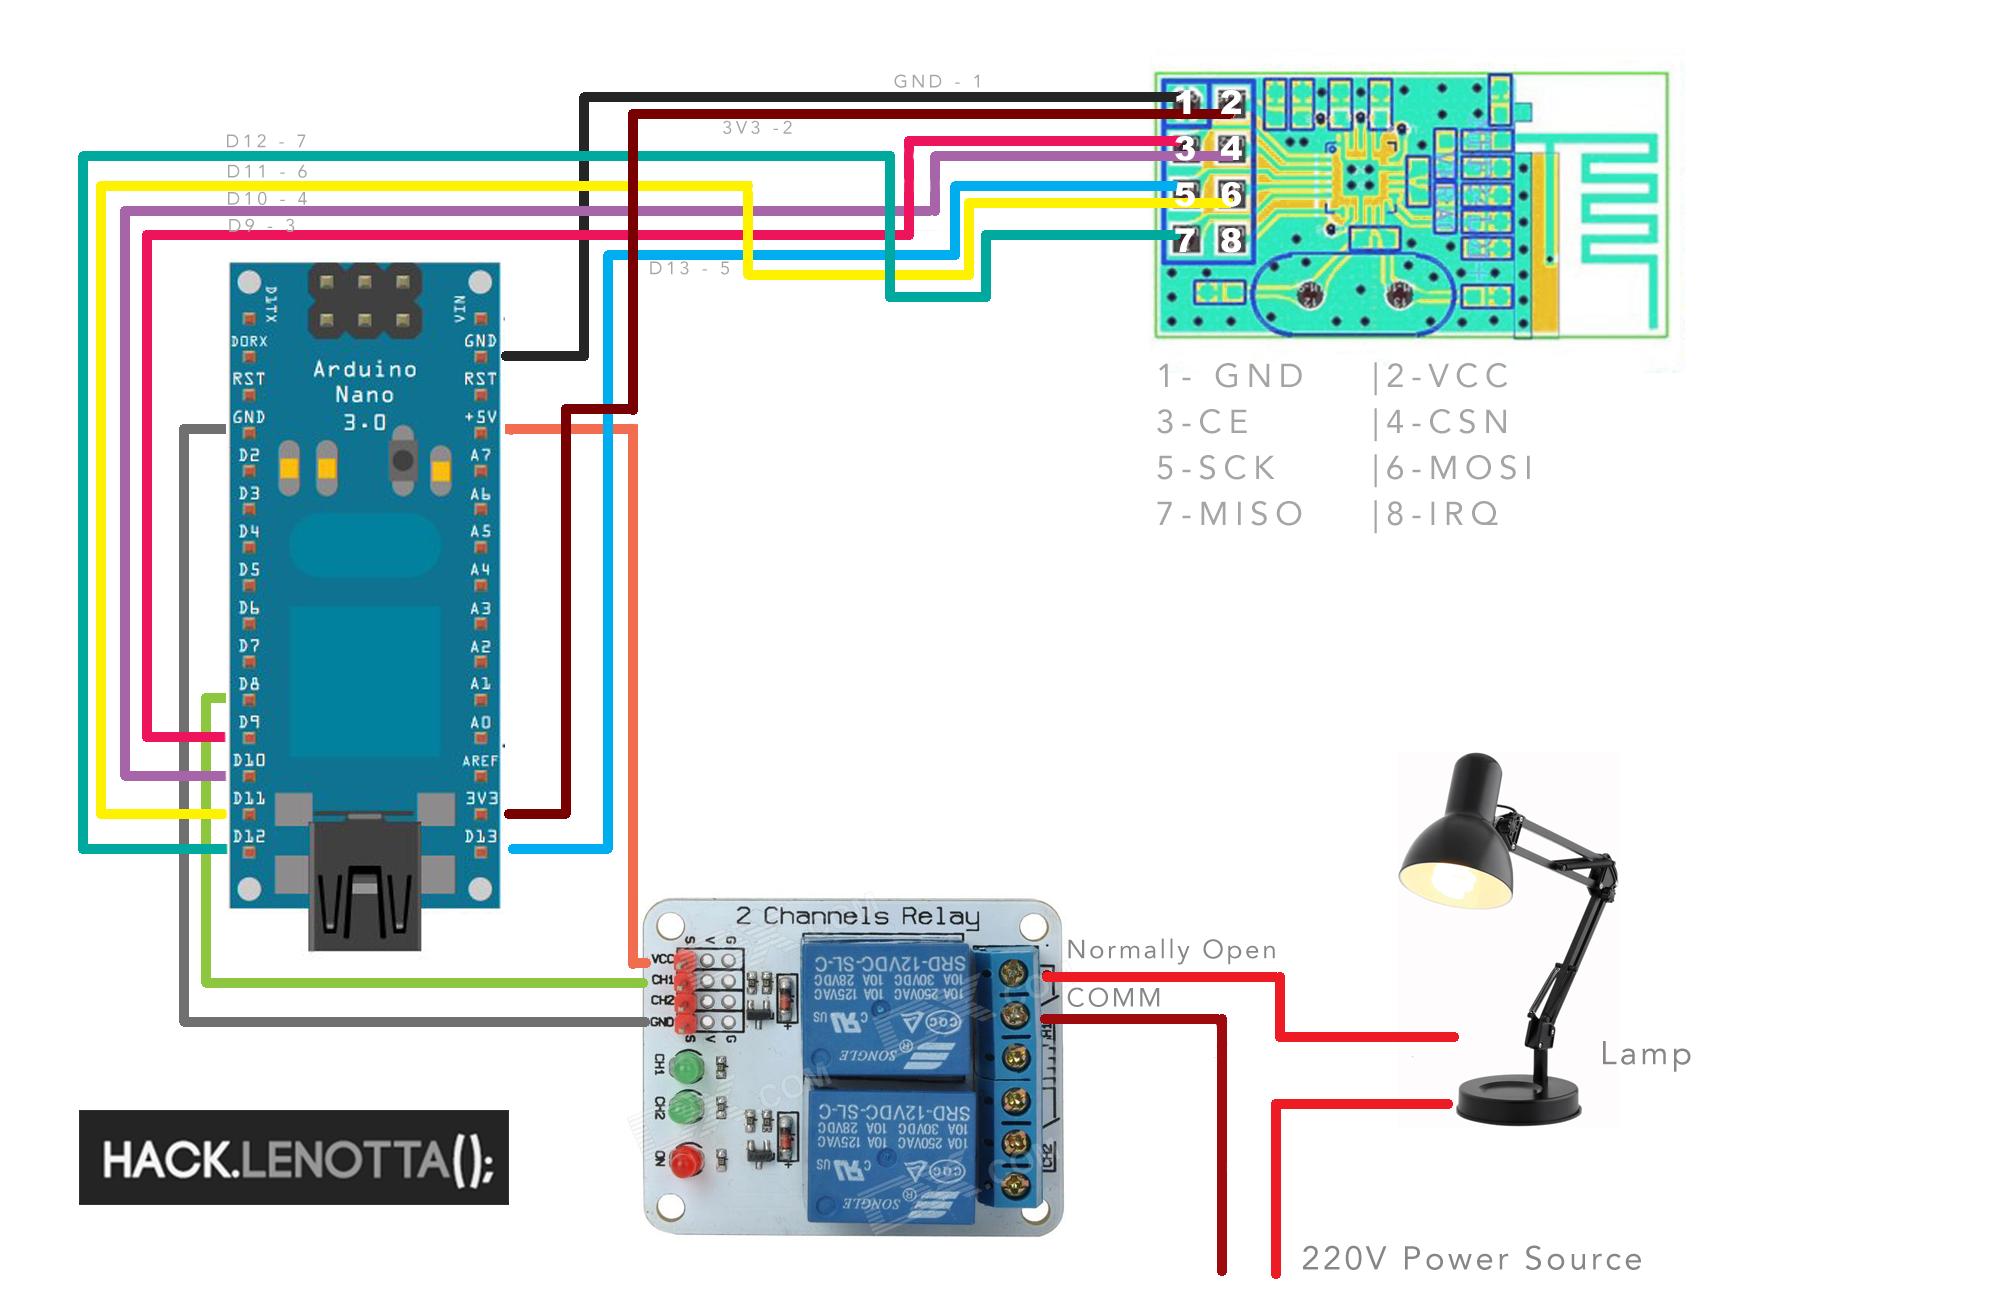 GND - 1
3V3 -2
D12 - 7
D11 - 6
D10 - 4
D9 - 3
D13 - 5
1 2
3 4
5 6
7 8
1- GND |2-VCC
3-CE |4-CSN
5-SCK |6-MOSI
7-MISO |8-IRQ
D1TX VIN
D0RX GND
RST RST
GND +5V
Arduino
Nano
3.0
D2 A7
D3 A6
D4 A5
D5 A4
D6 A3
D7 A2
D8 A1
D9 A0
D10 AREF
D11 3V3
D12 D13
2 Channels Relay
S V G
VCC
CH1
CH2
GND
S V G
CH1
CH2
ON
SRD-12VDC-SL-C
10A 250VAC 10A 125VAC
10A 30VDC 10A 28VDC
CQC
US
SONGLE
SRD-12VDC-SL-C
10A 250VAC 10A 125VAC
10A 30VDC 10A 28VDC
CQC
US
SONGLE
CH2
Normally Open
COMM
Lamp
220V Power Source
HACK.LENOTTA();